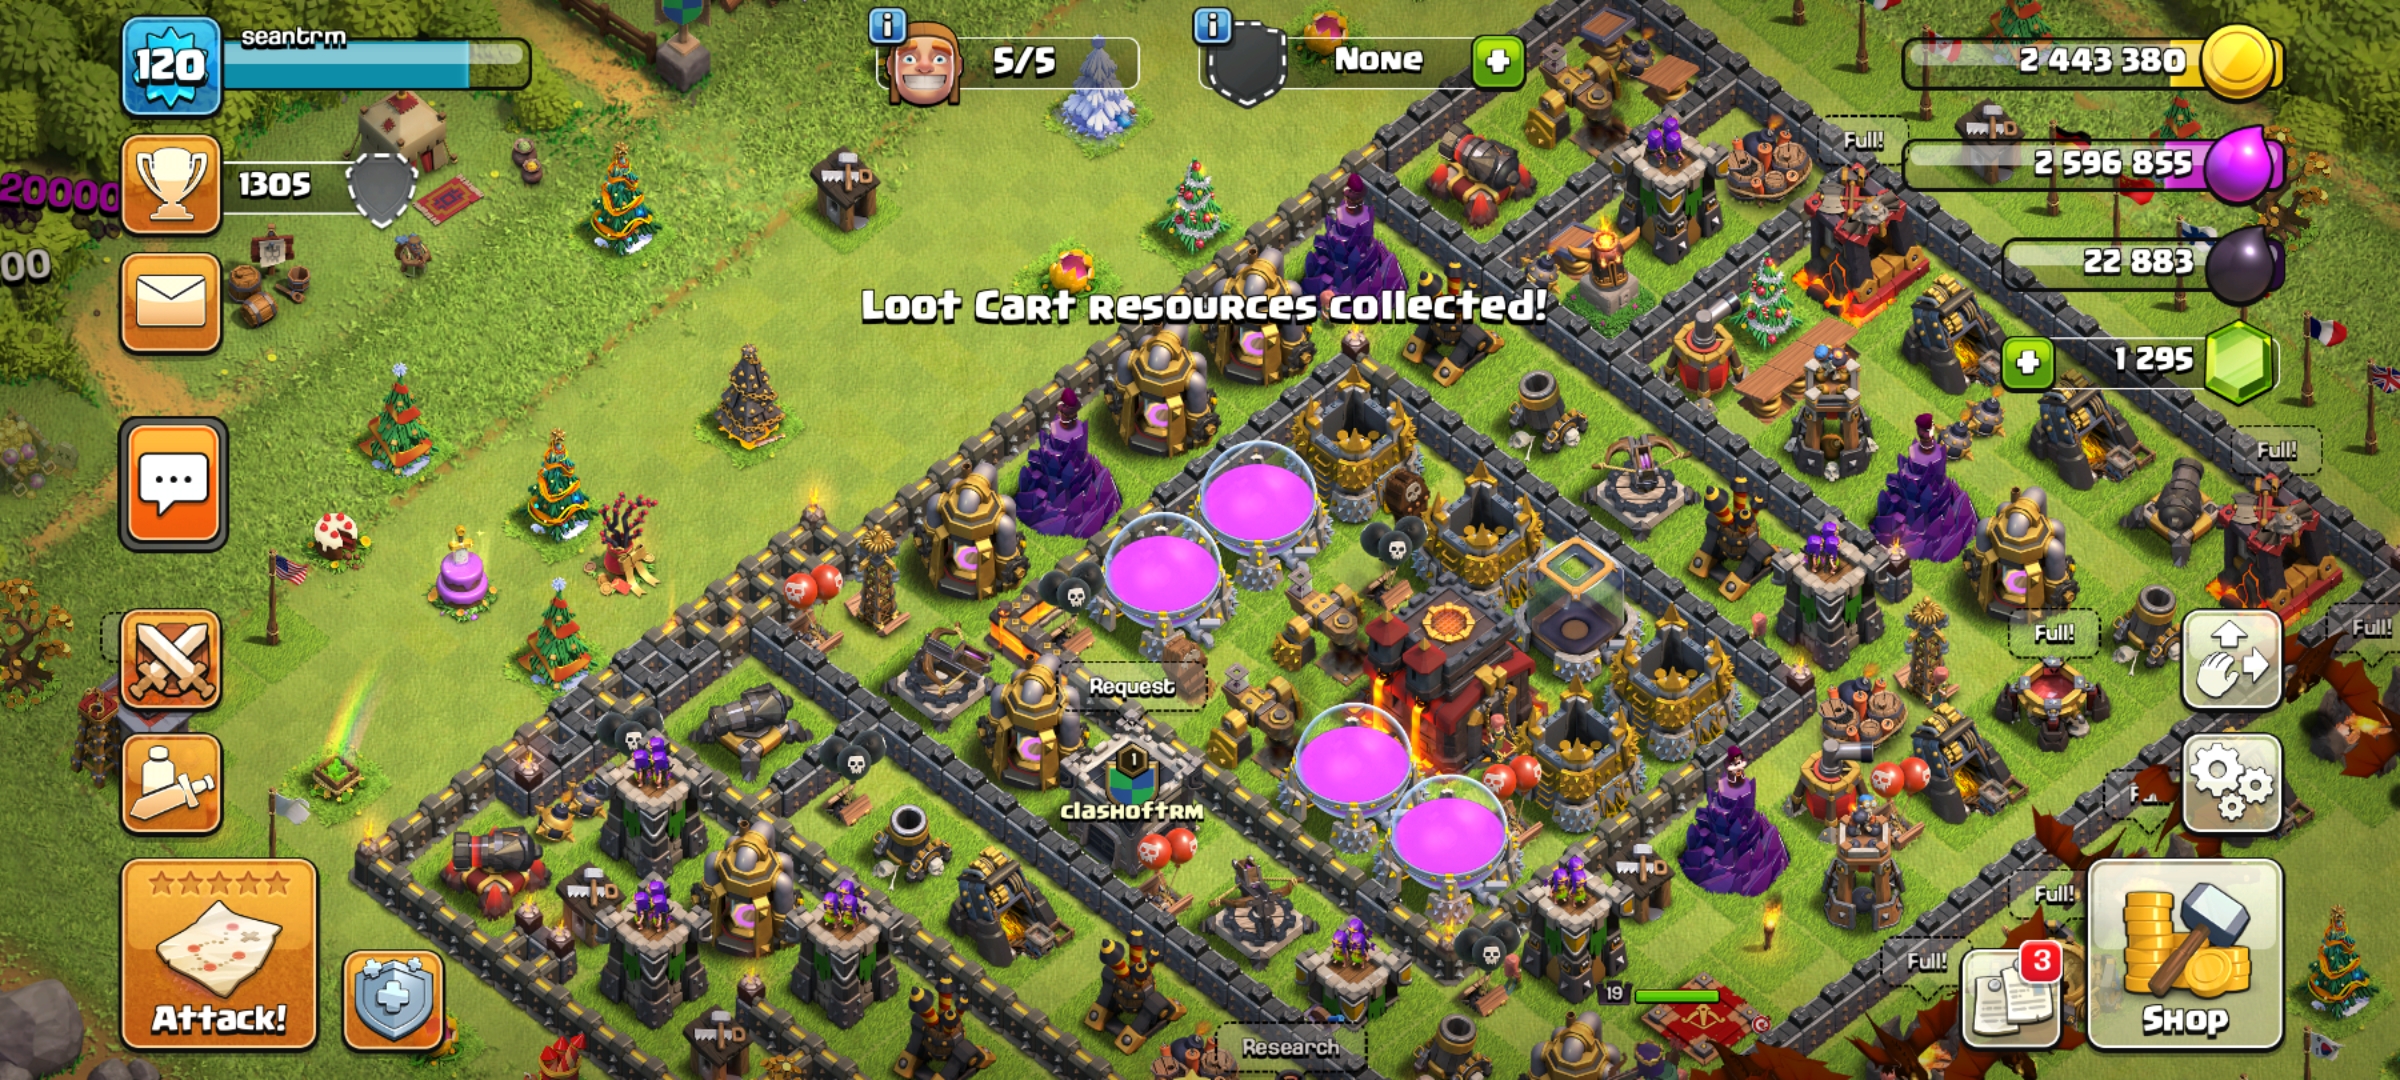 120
seantrm
5/5
None
2 443 380
Full!
1305
20000
2 596 855
00
22 883
Loot Cart resources collected!
1 295
Full!
Full!
Full!
Request
1
clashoftrm
Full!
Full!
3
19
Attack!
Shop
Research